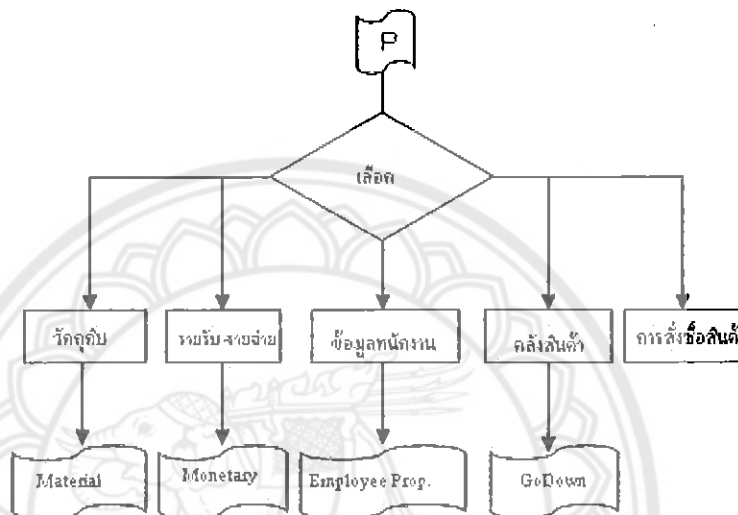 P
เลือก
วัตถุดิบ
รายรับ-รายจ่าย
ข้อมูลพนักงาน
คลังสินค้า
การสั่งซื้อสินค้
Material
Monetary
Employee Prop.
GoDown